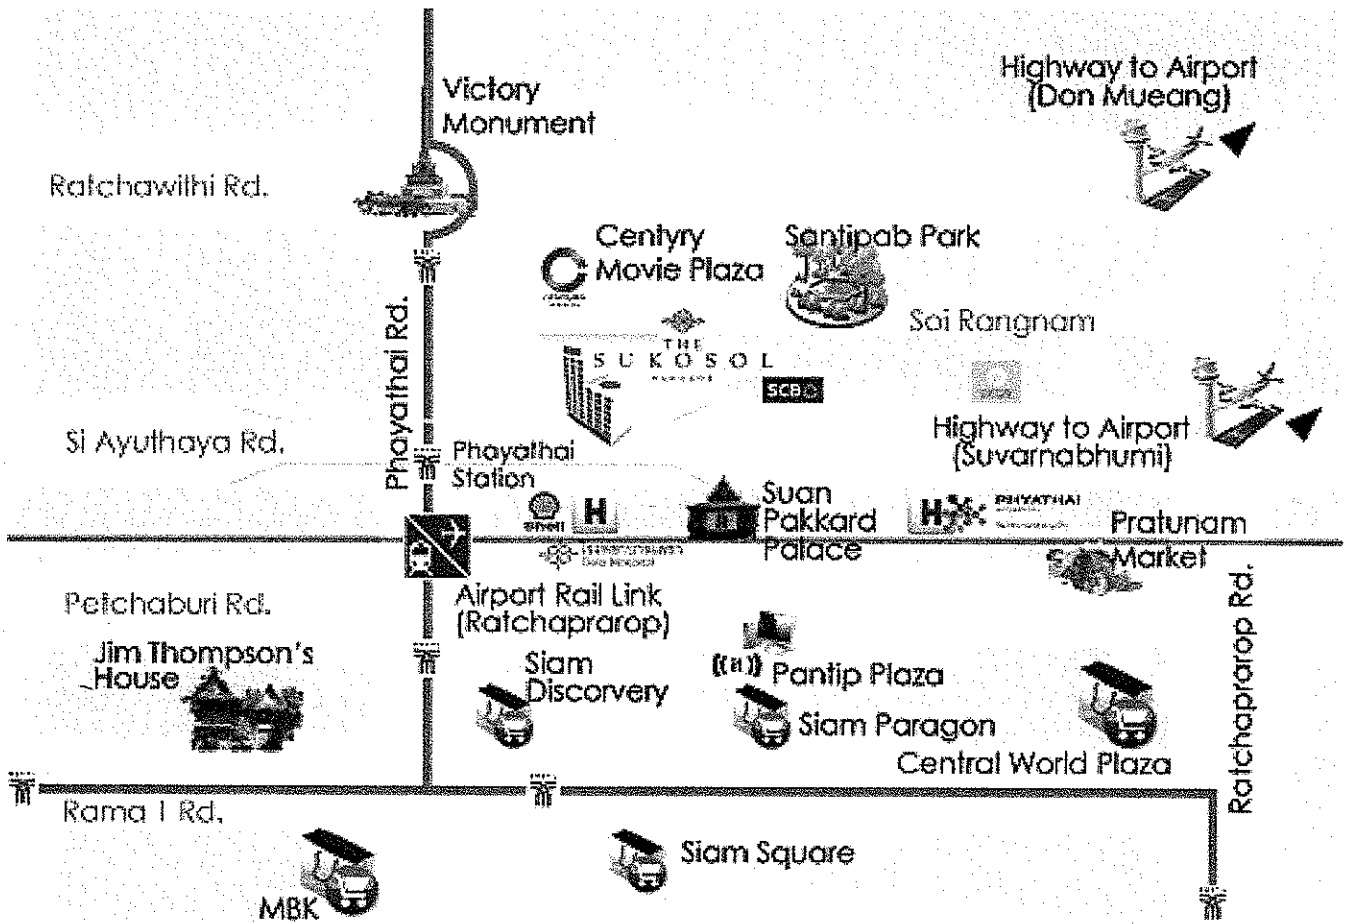 Victory
Monument
Highway to Airport
(Don Mueang)
Ratchawithi Rd.
Centyry
Movie Plaza
Santipab Park
Soi Rangnam
THE
SUKOSOL
SCB
Phayathai Rd.
Si Ayuthaya Rd.
Highway to Airport
(Suvarnabhumi)
Phayathai
Station
Shell
H
Suan
Pakkard
Palace
H
PHYATHAI
Pratunam
Market
Petchaburi Rd.
Airport Rail Link
(Ratchaprarop)
Ratchaprarop Rd.
Jim Thompson's
House
Siam
Discorvery
Pantip Plaza
Siam Paragon
Central World Plaza
Rama 1 Rd.
Siam Square
MBK